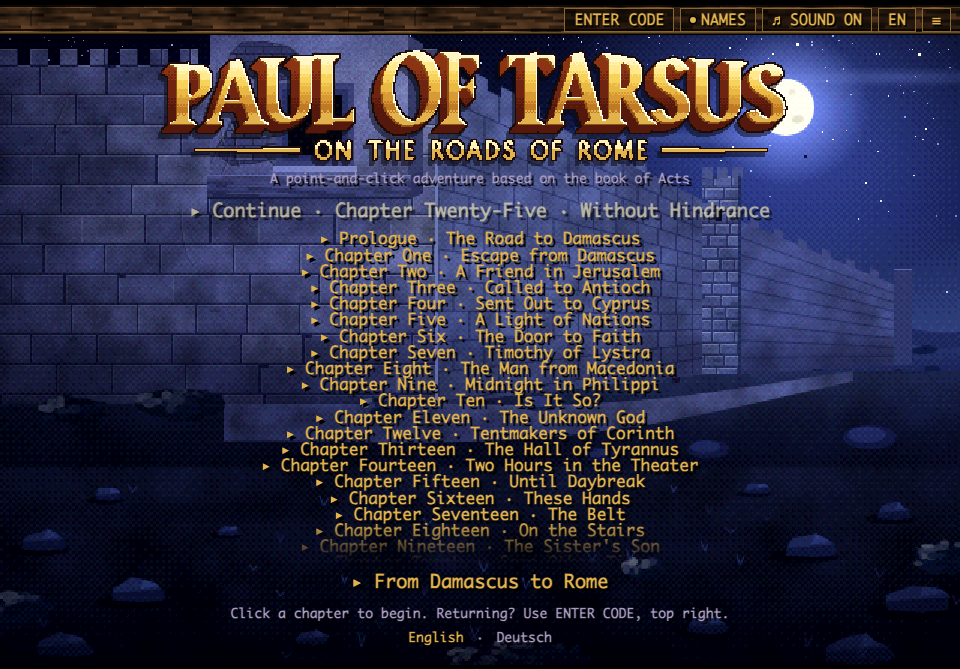 ENTER CODE
• NAMES
♬ SOUND ON
EN
≡
PAUL OF TARSUS
ON THE ROADS OF ROME
A point-and-click adventure based on the book of Acts
▸ Continue · Chapter Twenty-Five · Without Hindrance
▸ Prologue · The Road to Damascus
▸ Chapter One · Escape from Damascus
▸ Chapter Two · A Friend in Jerusalem
▸ Chapter Three · Called to Antioch
▸ Chapter Four · Sent Out to Cyprus
▸ Chapter Five · A Light of Nations
▸ Chapter Six · The Door to Faith
▸ Chapter Seven · Timothy of Lystra
▸ Chapter Eight · The Man from Macedonia
▸ Chapter Nine · Midnight in Philippi
▸ Chapter Ten · Is It So?
▸ Chapter Eleven · The Unknown God
▸ Chapter Twelve · Tentmakers of Corinth
▸ Chapter Thirteen · The Hall of Tyrannus
▸ Chapter Fourteen · Two Hours in the Theater
▸ Chapter Fifteen · Until Daybreak
▸ Chapter Sixteen · These Hands
▸ Chapter Seventeen · The Belt
▸ Chapter Eighteen · On the Stairs
▸ Chapter Nineteen · The Sister's Son
▸ From Damascus to Rome
Click a chapter to begin. Returning? Use ENTER CODE, top right.
English · Deutsch